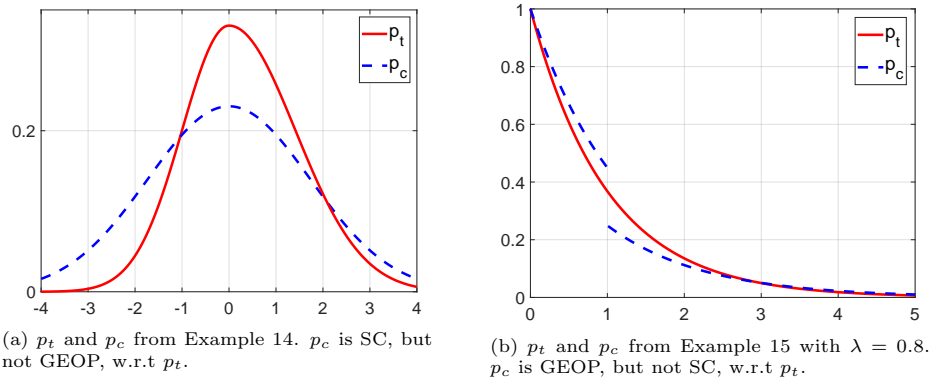 p_t
p_c
0.2
0
-4 -3 -2 -1 0 1 2 3 4
(a) p_t and p_c from Example 14. p_c is SC, but
not GEOP, w.r.t p_t.
p_t
p_c
1
0.8
0.6
0.4
0.2
0
0 1 2 3 4 5
(b) p_t and p_c from Example 15 with λ = 0.8.
p_c is GEOP, but not SC, w.r.t p_t.